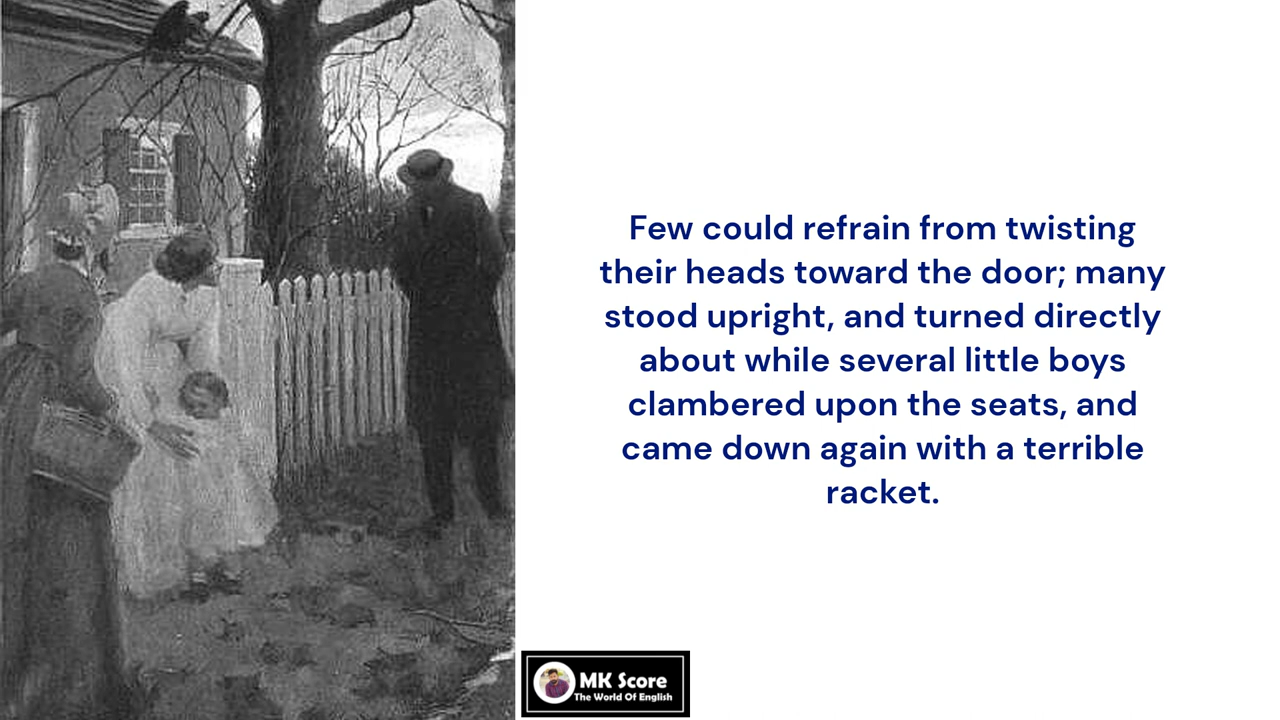 Few could refrain from twisting
their heads toward the door; many
stood upright, and turned directly
about while several little boys
clambered upon the seats, and
came down again with a terrible
racket.
MK Score
The World Of English